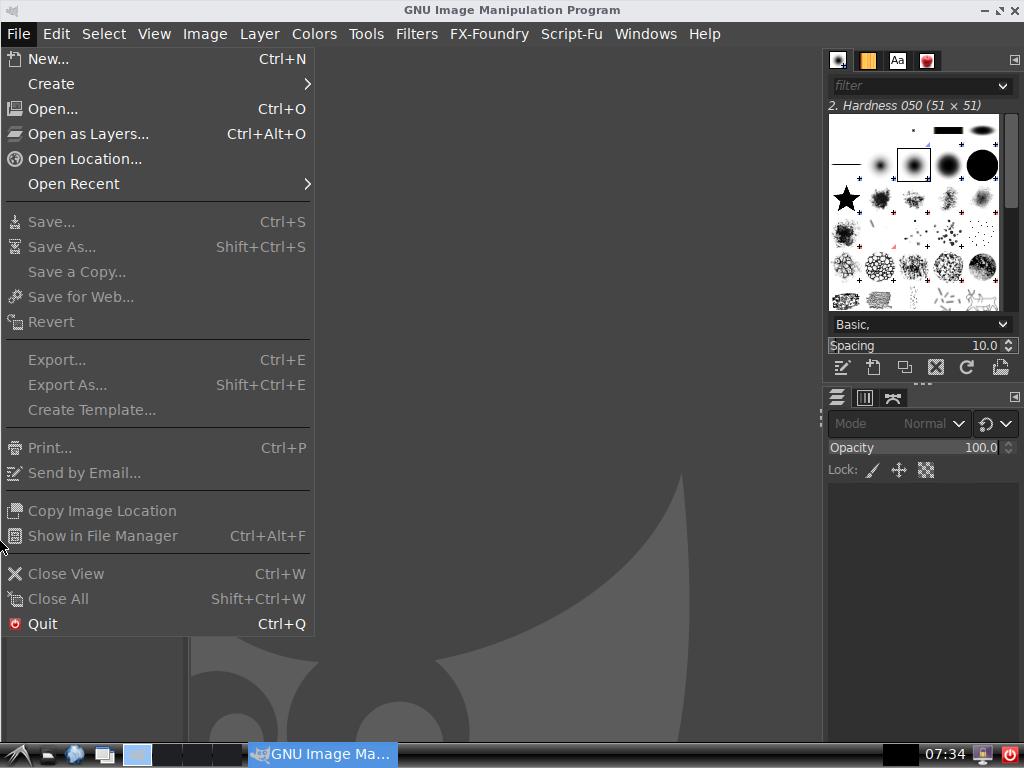 GNU Image Manipulation Program
File Edit Select View Image Layer Colors Tools Filters FX-Foundry Script-Fu Windows Help
New... Ctrl+N
Create
Open... Ctrl+O
Open as Layers... Ctrl+Alt+O
Open Location...
Open Recent
Save... Ctrl+S
Save As... Shift+Ctrl+S
Save a Copy...
Save for Web...
Revert
Export... Ctrl+E
Export As... Shift+Ctrl+E
Create Template...
Print... Ctrl+P
Send by Email...
Copy Image Location
Show in File Manager Ctrl+Alt+F
Close View Ctrl+W
Close All Shift+Ctrl+W
Quit Ctrl+Q
Aa
filter
2. Hardness 050 (51 × 51)
Basic,
Spacing 10.0
Mode Normal
Opacity 100.0
Lock:
GNU Image Ma...
07:34